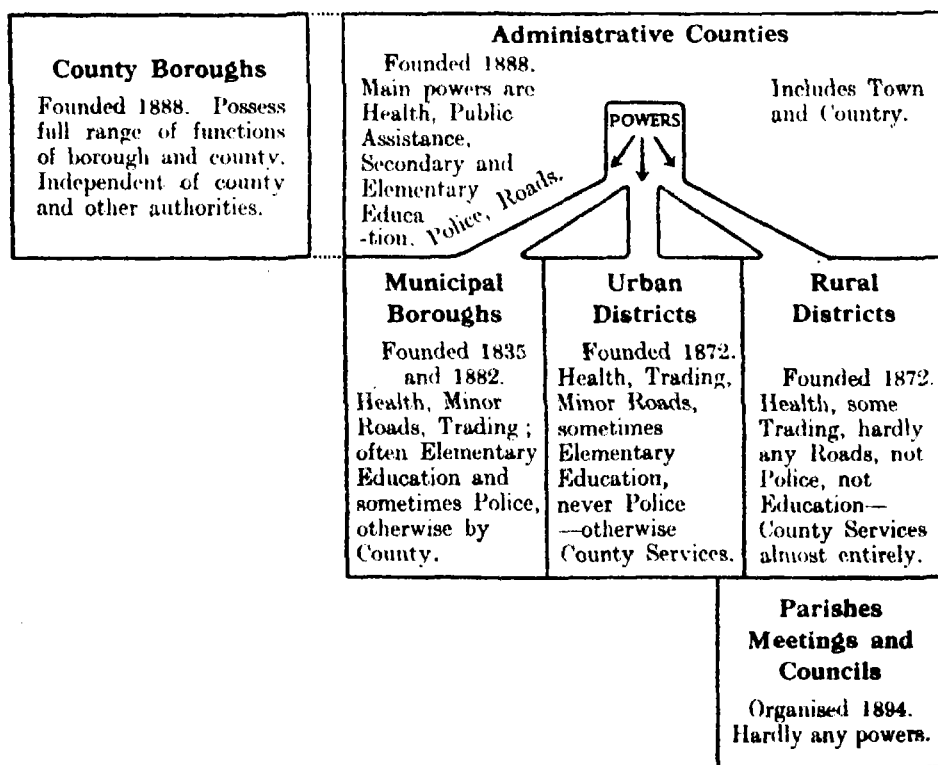 County Boroughs
Founded 1888. Possess
full range of functions
of borough and county.
Independent of county
and other authorities.
Administrative Counties
Founded 1888.
Main powers are
Health, Public
Assistance,
Secondary and
Elementary
Educa
-tion. Police, Roads.
POWERS
Includes Town
and Country.
Municipal
Boroughs
Founded 1835
and 1882.
Health, Minor
Roads, Trading ;
often Elementary
Education and
sometimes Police,
otherwise by
County.
Urban
Districts
Founded 1872.
Health, Trading,
Minor Roads,
sometimes
Elementary
Education,
never Police
—otherwise
County Services.
Rural
Districts
Founded 1872.
Health, some
Trading, hardly
any Roads, not
Police, not
Education—
County Services
almost entirely.
Parishes
Meetings and
Councils
Organised 1894.
Hardly any powers.